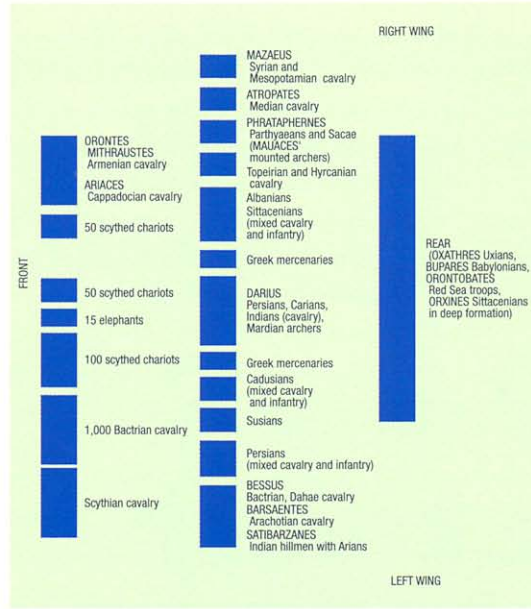 RIGHT WING
FRONT
ORONTES
MITHRAUSTES
Armenian cavalry
ARIACES
Cappadocian cavalry
50 scythed chariots
50 scythed chariots
15 elephants
100 scythed chariots
1,000 Bactrian cavalry
Scythian cavalry
MAZAEUS
Syrian and
Mesopotamian cavalry
ATROPATES
Median cavalry
PHRATAPHERNES
Parthyaeans and Sacae
(MAUACES'
mounted archers)
Topeirian and Hyrcanian
cavalry
Albanians
Sittacenians
(mixed cavalry
and infantry)
Greek mercenaries
DARIUS
Persians, Carians,
Indians (cavalry),
Mardian archers
Greek mercenaries
Cadusians
(mixed cavalry
and infantry)
Susians
Persians
(mixed cavalry and infantry)
BESSUS
Bactrian, Dahae cavalry
BARSAENTES
Arachotian cavalry
SATIBARZANES
Indian hillmen with Arians
REAR
(OXATHRES Uxians,
BUPARES Babylonians,
ORONTOBATES
Red Sea troops,
ORXINES Sittacenians
in deep formation)
LEFT WING